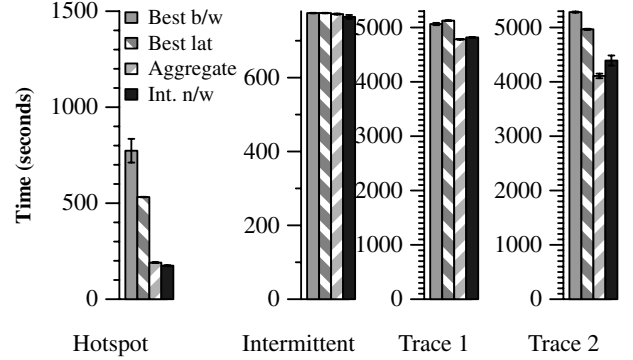 Time (seconds)
1500
1000
500
0
Best b/w
Best lat
Aggregate
Int. n/w
600
400
200
0
5000
4000
3000
2000
1000
0
5000
4000
3000
2000
1000
0
Hotspot
Intermittent
Trace 1
Trace 2